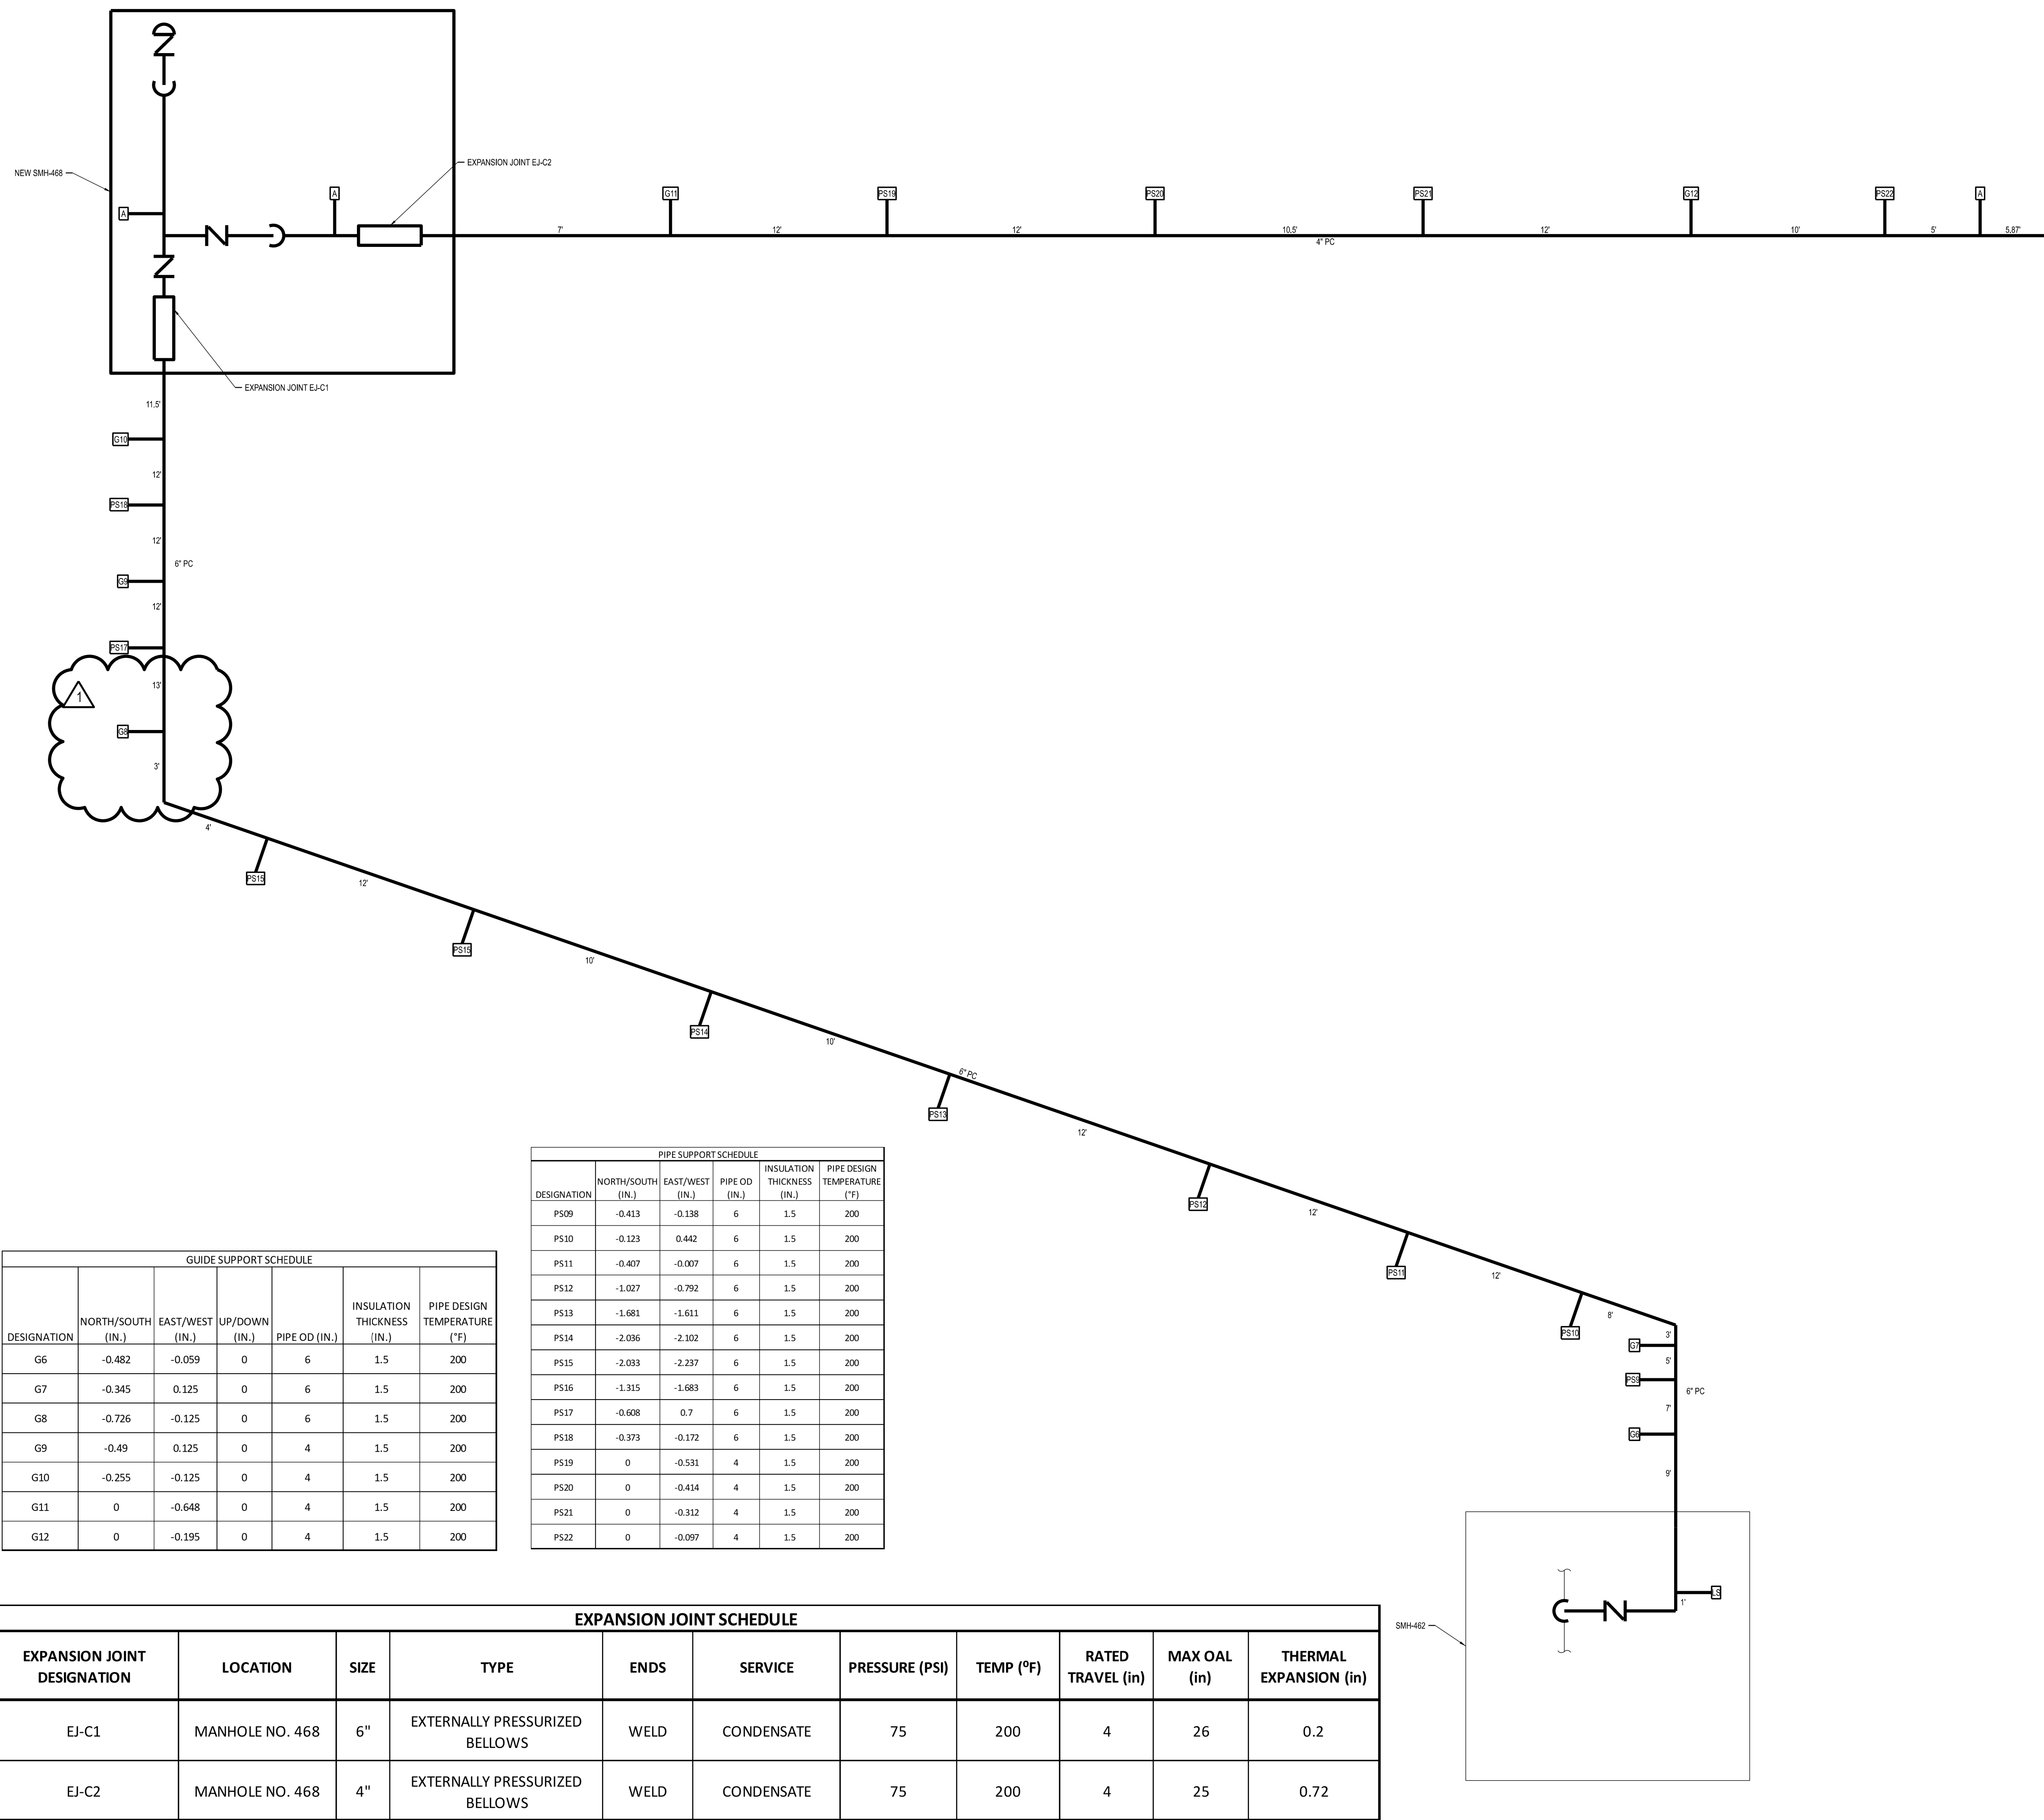 EXPANSION JOINT EJ-C2
NEW SMH-468
A
A
G11
PS19
PS20
PS21
G12
PS22
A
7'
12'
12'
10.5'
12'
10'
5'
5.87'
4" PC
EXPANSION JOINT EJ-C1
11.5'
G10
12'
PS18
12'
6" PC
G9
12'
PS17
13'
1
G8
3'
4'
PS15
12'
PS15
10'
PS14
10'
6" PC
PS13
12'
PS12
12'
PS11
12'
PS10
8'
3'
G7
5'
PS9
6" PC
7'
G6
9'
LS
1'
SMH-462
PIPE SUPPORT SCHEDULE
DESIGNATION NORTH/SOUTH (IN.) EAST/WEST (IN.) PIPE OD (IN.) INSULATION THICKNESS (IN.) PIPE DESIGN TEMPERATURE (°F)
PS09 -0.413 -0.138 6 1.5 200
PS10 -0.123 0.442 6 1.5 200
PS11 -0.407 -0.007 6 1.5 200
PS12 -1.027 -0.792 6 1.5 200
PS13 -1.681 -1.611 6 1.5 200
PS14 -2.036 -2.102 6 1.5 200
PS15 -2.033 -2.237 6 1.5 200
PS16 -1.315 -1.683 6 1.5 200
PS17 -0.608 0.7 6 1.5 200
PS18 -0.373 -0.172 6 1.5 200
PS19 0 -0.531 4 1.5 200
PS20 0 -0.414 4 1.5 200
PS21 0 -0.312 4 1.5 200
PS22 0 -0.097 4 1.5 200
GUIDE SUPPORT SCHEDULE
DESIGNATION NORTH/SOUTH (IN.) EAST/WEST (IN.) UP/DOWN (IN.) PIPE OD (IN.) INSULATION THICKNESS (IN.) PIPE DESIGN TEMPERATURE (°F)
G6 -0.482 -0.059 0 6 1.5 200
G7 -0.345 0.125 0 6 1.5 200
G8 -0.726 -0.125 0 6 1.5 200
G9 -0.49 0.125 0 4 1.5 200
G10 -0.255 -0.125 0 4 1.5 200
G11 0 -0.648 0 4 1.5 200
G12 0 -0.195 0 4 1.5 200
EXPANSION JOINT SCHEDULE
EXPANSION JOINT DESIGNATION LOCATION SIZE TYPE ENDS SERVICE PRESSURE (PSI) TEMP (⁰F) RATED TRAVEL (in) MAX OAL (in) THERMAL EXPANSION (in)
EJ-C1 MANHOLE NO. 468 6" EXTERNALLY PRESSURIZED BELLOWS WELD CONDENSATE 75 200 4 26 0.2
EJ-C2 MANHOLE NO. 468 4" EXTERNALLY PRESSURIZED BELLOWS WELD CONDENSATE 75 200 4 25 0.72